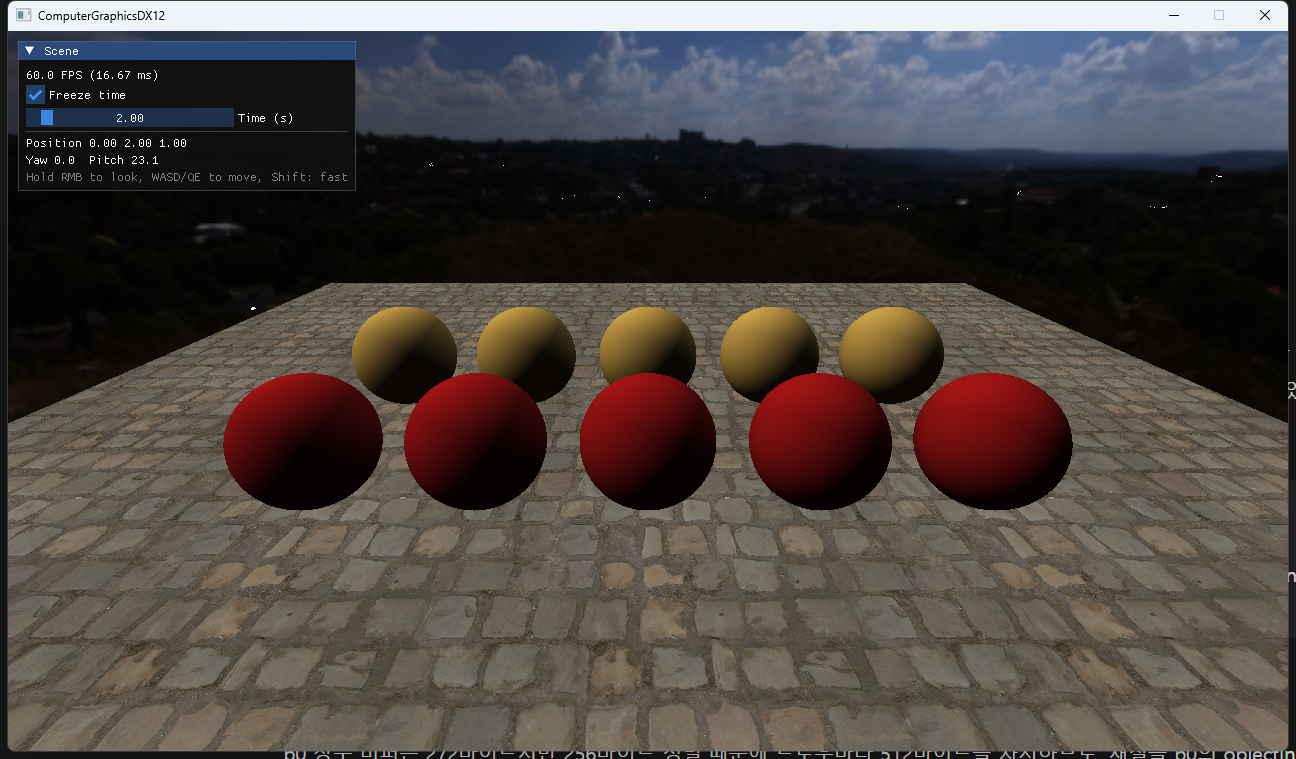 ComputerGraphicsDX12
Scene
60.0 FPS (16.67 ms)
Freeze time
2.00 Time (s)
Position 0.00 2.00 1.00
Yaw 0.0 Pitch 23.1
Hold RMB to look, WASD/QE to move, Shift: fast